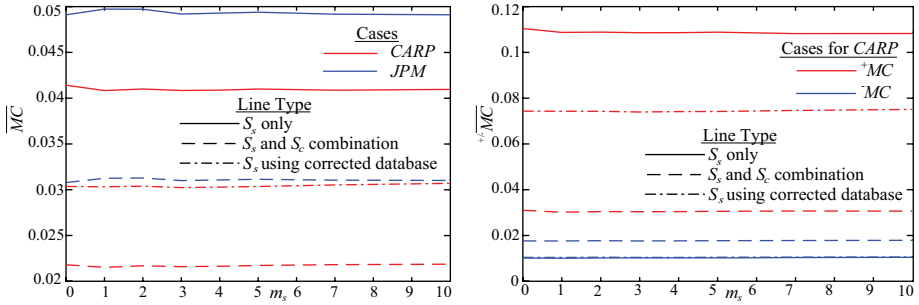 0.05
0.045
0.04
0.035
0.03
0.025
0.02
MC
0 1 2 3 4 5 6 7 8 9 10
m_s
Cases
CARP
JPM
Line Type
S_s only
S_s and S_c combination
S_s using corrected database
0.12
0.1
0.08
0.06
0.04
0.02
0
+/-MC
0 1 2 3 4 5 6 7 8 9 10
m_s
Cases for CARP
+MC
-MC
Line Type
S_s only
S_s and S_c combination
S_s using corrected database